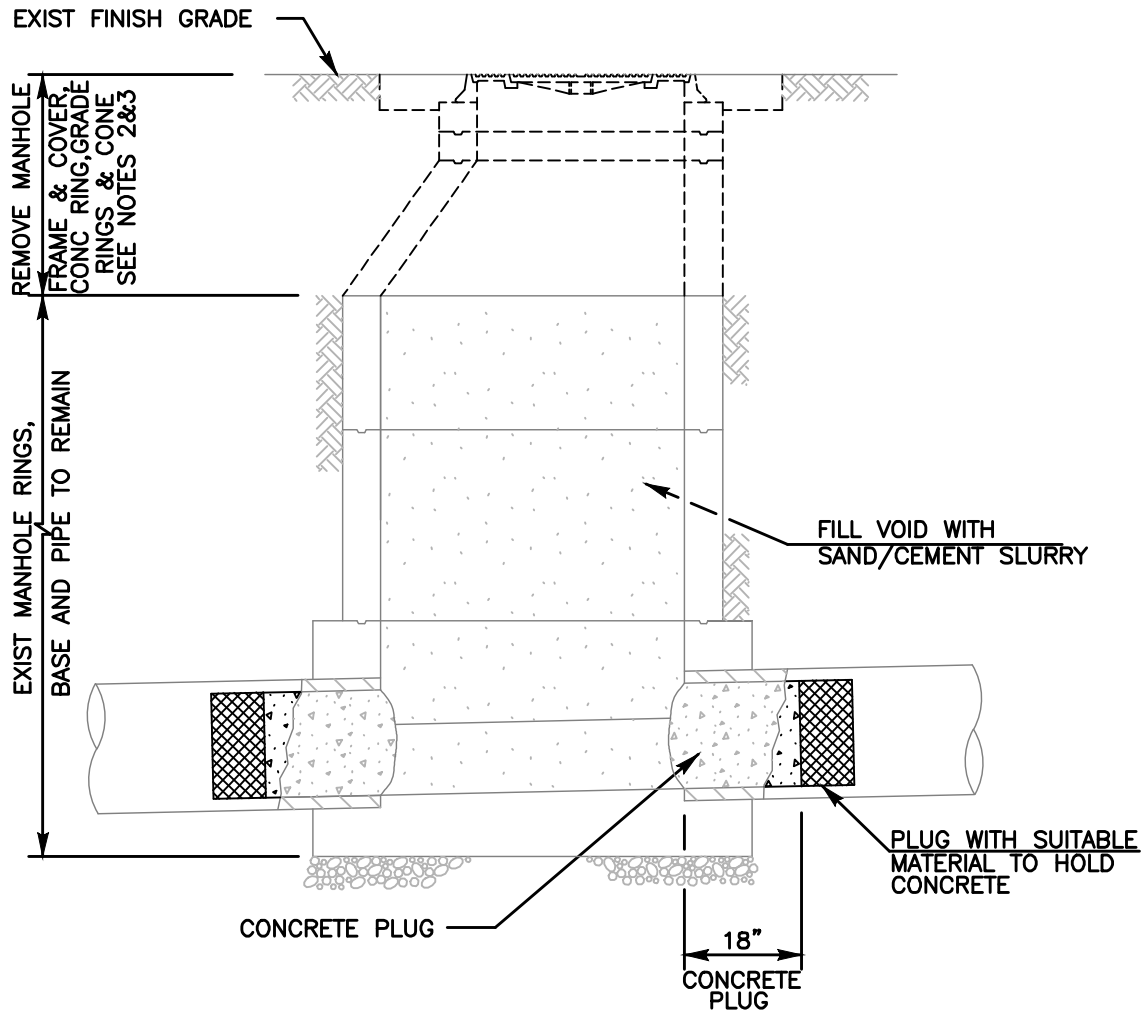 EXIST FINISH GRADE
REMOVE MANHOLE
FRAME & COVER,
CONC RING,GRADE
RINGS & CONE
SEE NOTES 2&3
EXIST MANHOLE RINGS,
BASE AND PIPE TO REMAIN
FILL VOID WITH
SAND/CEMENT SLURRY
PLUG WITH SUITABLE
MATERIAL TO HOLD
CONCRETE
CONCRETE PLUG
18"
CONCRETE
PLUG